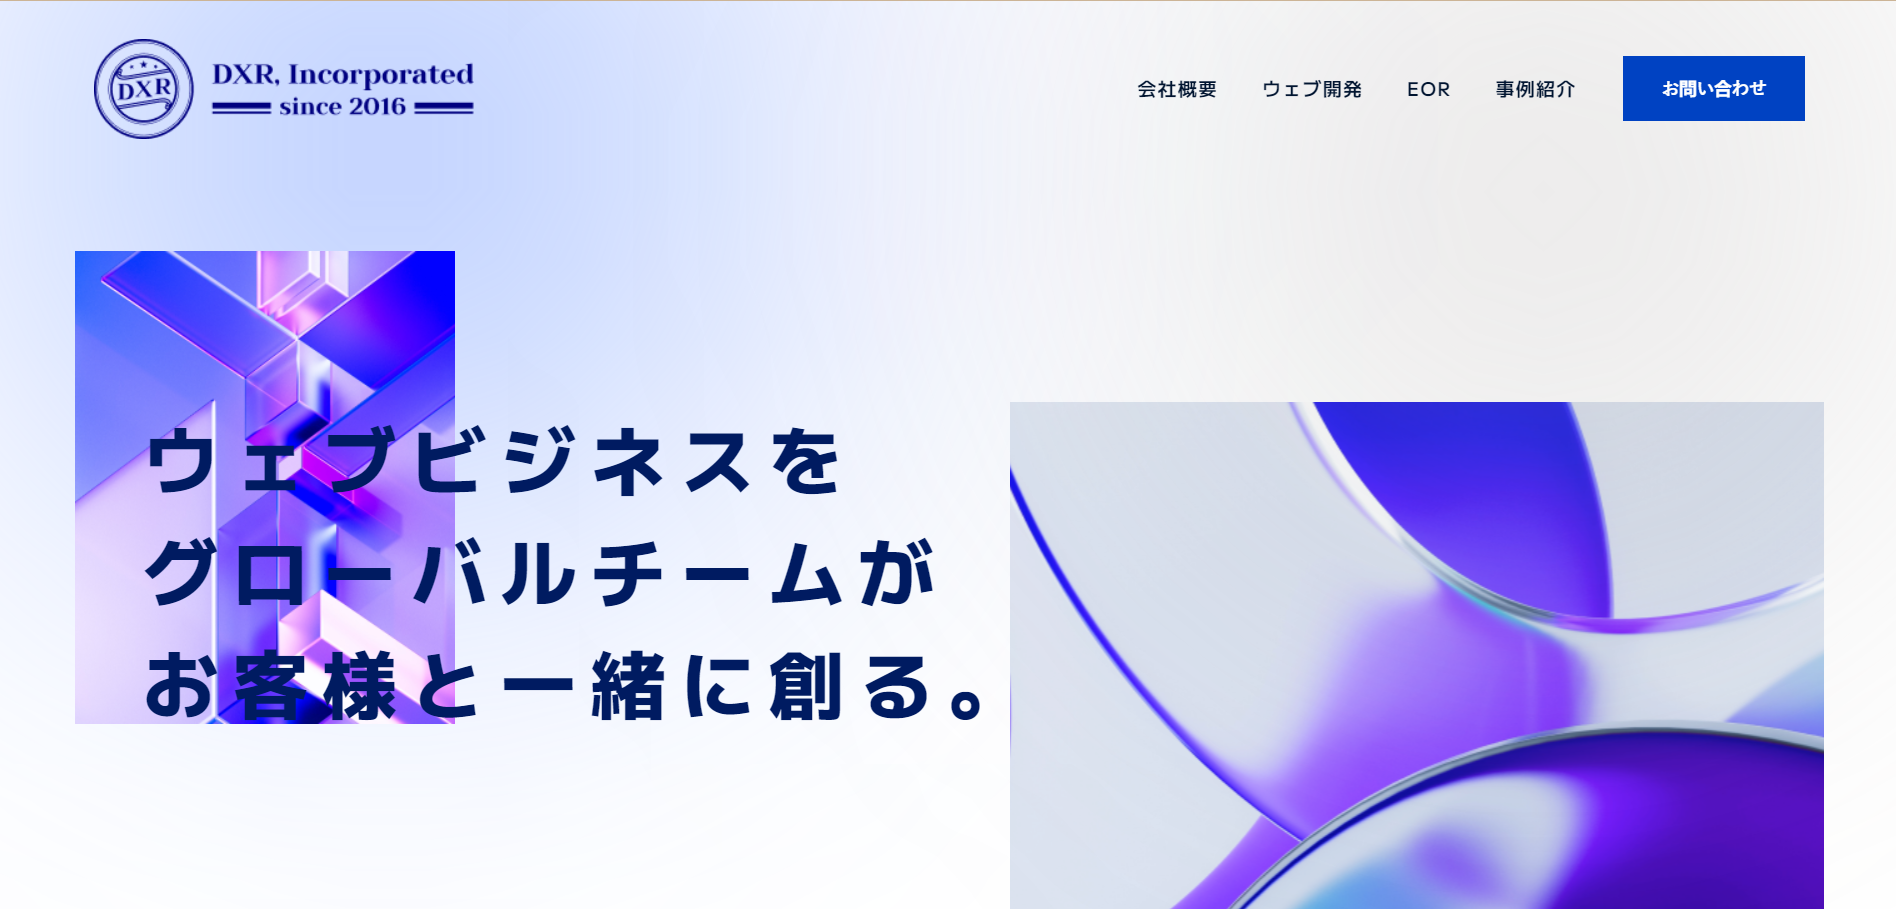 DXR
DXR, Incorporated
since 2016
会社概要
ウェブ開発
EOR
事例紹介
お問い合わせ
ウェブビジネスを
グローバルチームが
お客様と一緒に創る。